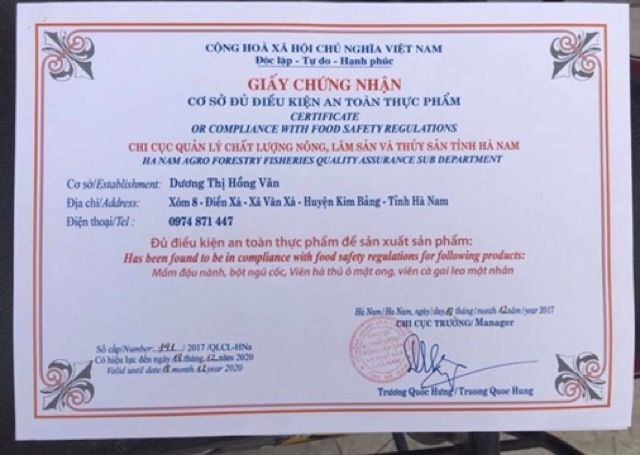 CỘNG HOÀ XÃ HỘI CHỦ NGHĨA VIỆT NAM
Độc lập - Tự do - Hạnh phúc
GIẤY CHỨNG NHẬN
CƠ SỞ ĐỦ ĐIỀU KIỆN AN TOÀN THỰC PHẨM
CERTIFICATE
OR COMPLIANCE WITH FOOD SAFETY REGULATIONS
CHI CỤC QUẢN LÝ CHẤT LƯỢNG NÔNG, LÂM SẢN VÀ THỦY SẢN TỈNH HÀ NAM
HA NAM AGRO FORESTRY FISHERIES QUALITY ASSURANCE SUB DEPARTMENT
Cơ sở/Establishment: Dương Thị Hồng Vân
Địa chỉ/Address: Xóm 8 - Điền Xá - Xã Văn Xá - Huyện Kim Bảng - Tỉnh Hà Nam
Điện thoại/Tel : 0974 871 447
Đủ điều kiện an toàn thực phẩm để sản xuất sản phẩm:
Has been found to be in compliance with food safety regulations for following products:
Mầm đậu nành, bột ngũ cốc, Viên hà thủ ô mật ong, viên cà gai leo mật nhân
Hà Nam/Ha Nam, ngày/day 18 tháng/month 12 năm/year 2017
CHI CỤC TRƯỞNG/ Manager
Số cấp/Number: 191 / 2017 /QLCL-HNa
Có hiệu lực đến ngày 18 tháng 12 năm 2020
Valid until date 18 month 12 year 2020
Trương Quốc Hưng / Truong Quoc Hung